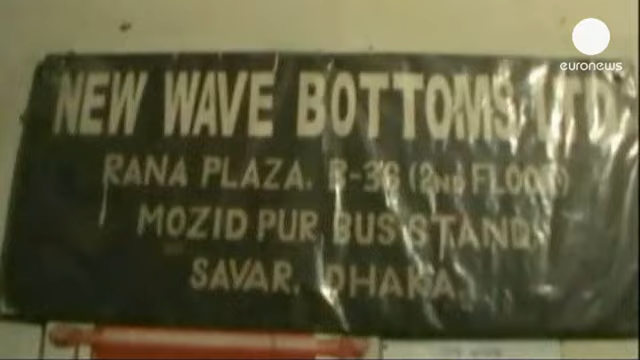 euronews
NEW WAVE BOTTOMS LTD
RANA PLAZA. B-36 (2ND FLOOR)
MOZID PUR BUS STAND,
SAVAR. DHAKA.